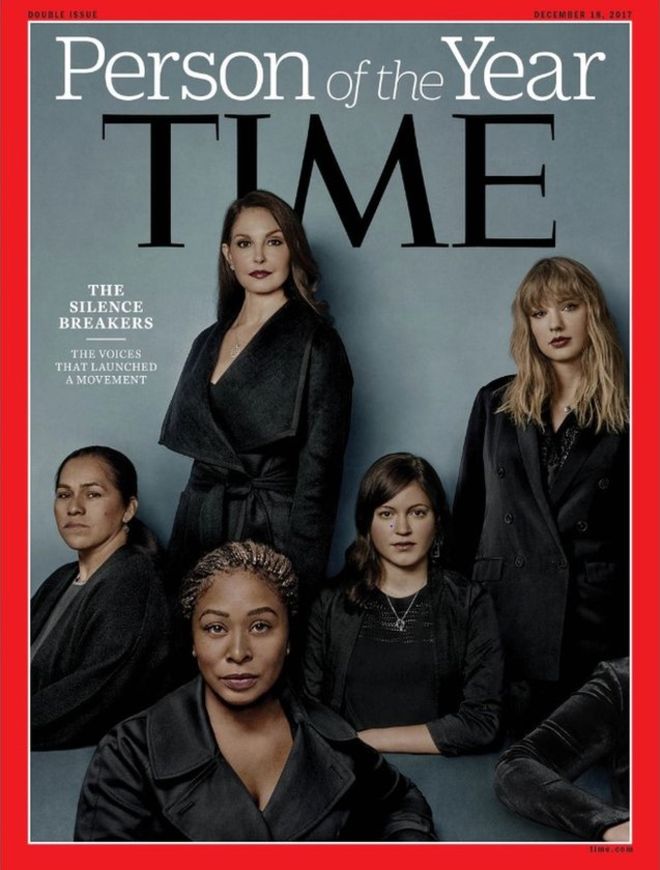 DOUBLE ISSUE
DECEMBER 18, 2017
Person of the Year
TIME
THE
SILENCE
BREAKERS
THE VOICES
THAT LAUNCHED
A MOVEMENT
time.com